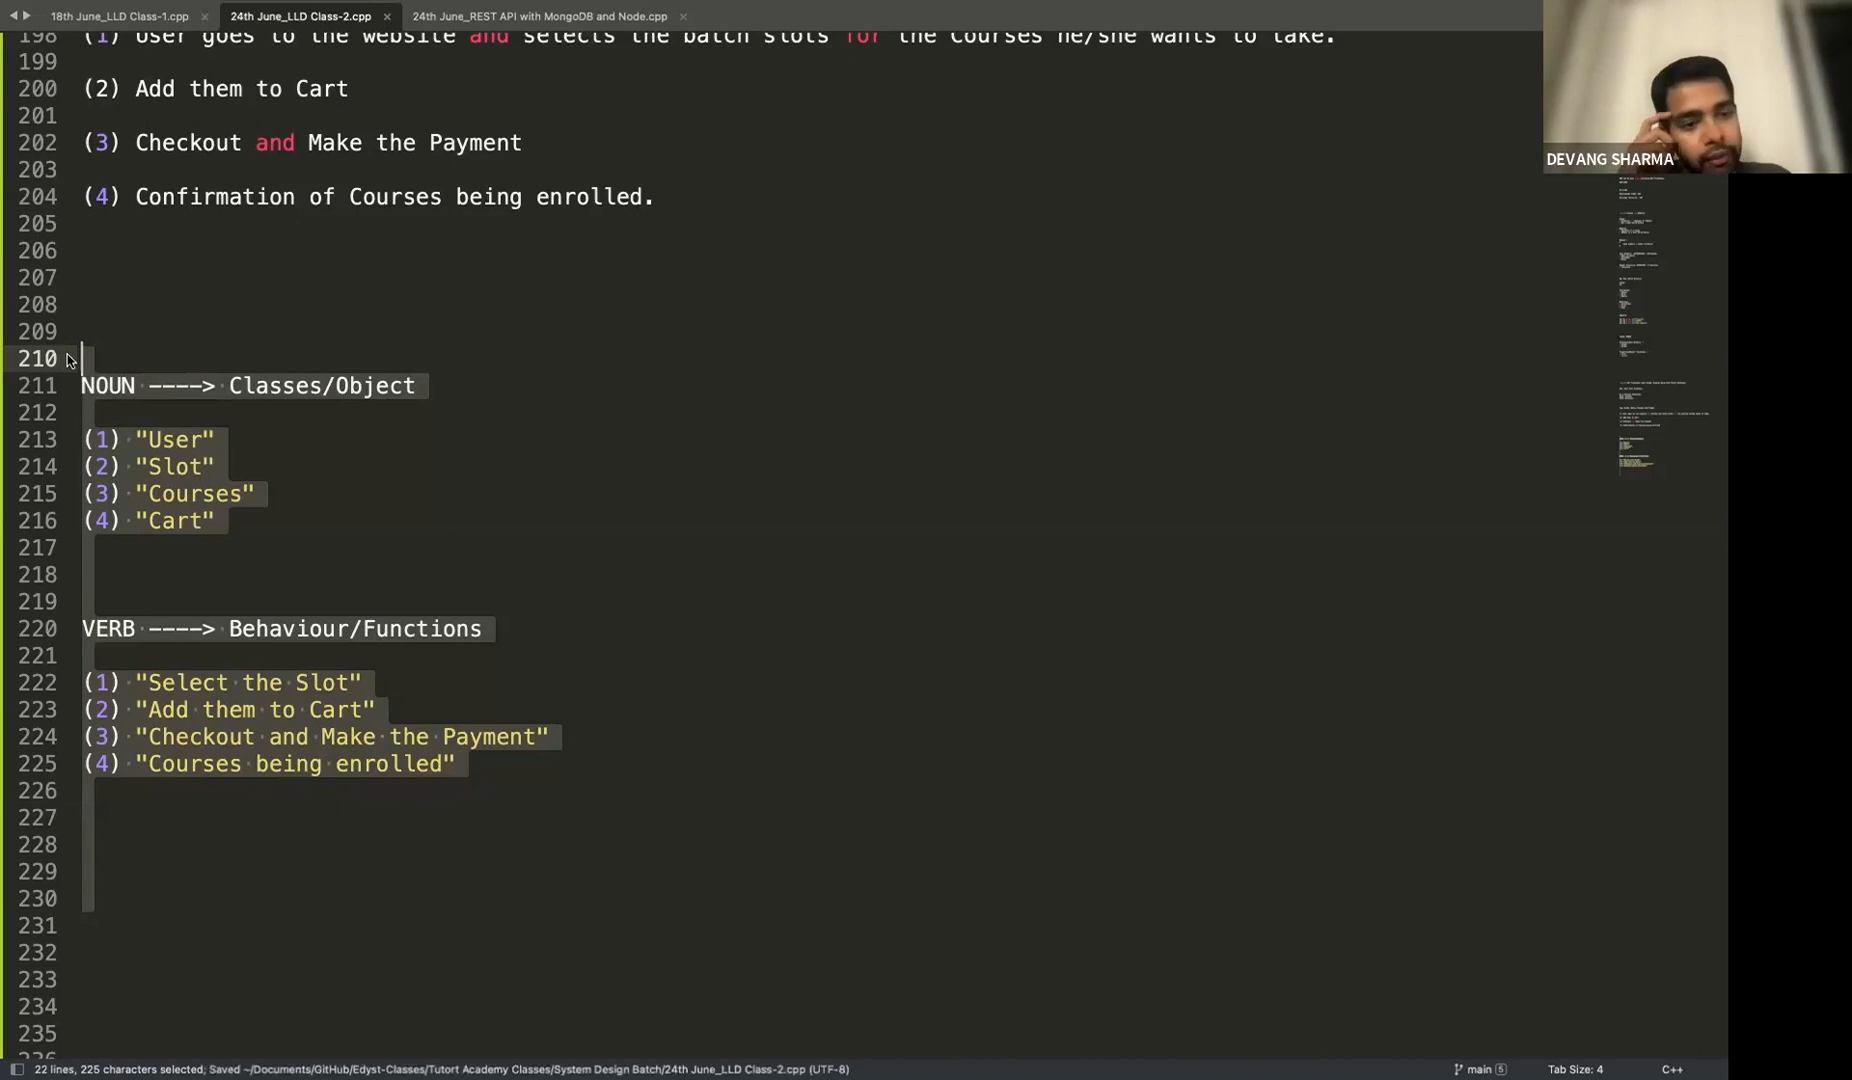 18th June_LLD Class-1.cpp × 24th June_LLD Class-2.cpp × 24th June_REST API with MongoDB and Node.cpp ×
198 (1) User goes to the website and selects the batch slots for the Courses he/she wants to take.
199
200 (2) Add them to Cart
201
202 (3) Checkout and Make the Payment
203
204 (4) Confirmation of Courses being enrolled.
205
206
207
208
209
210
211 NOUN ----> Classes/Object
212
213 (1) "User"
214 (2) "Slot"
215 (3) "Courses"
216 (4) "Cart"
217
218
219
220 VERB ----> Behaviour/Functions
221
222 (1) "Select the Slot"
223 (2) "Add them to Cart"
224 (3) "Checkout and Make the Payment"
225 (4) "Courses being enrolled"
226
227
228
229
230
231
232
233
234
235
DEVANG SHARMA
22 lines, 225 characters selected; Saved ~/Documents/GitHub/Edyst-Classes/Tutort Academy Classes/System Design Batch/24th June_LLD Class-2.cpp (UTF-8) main 5 Tab Size: 4 C++